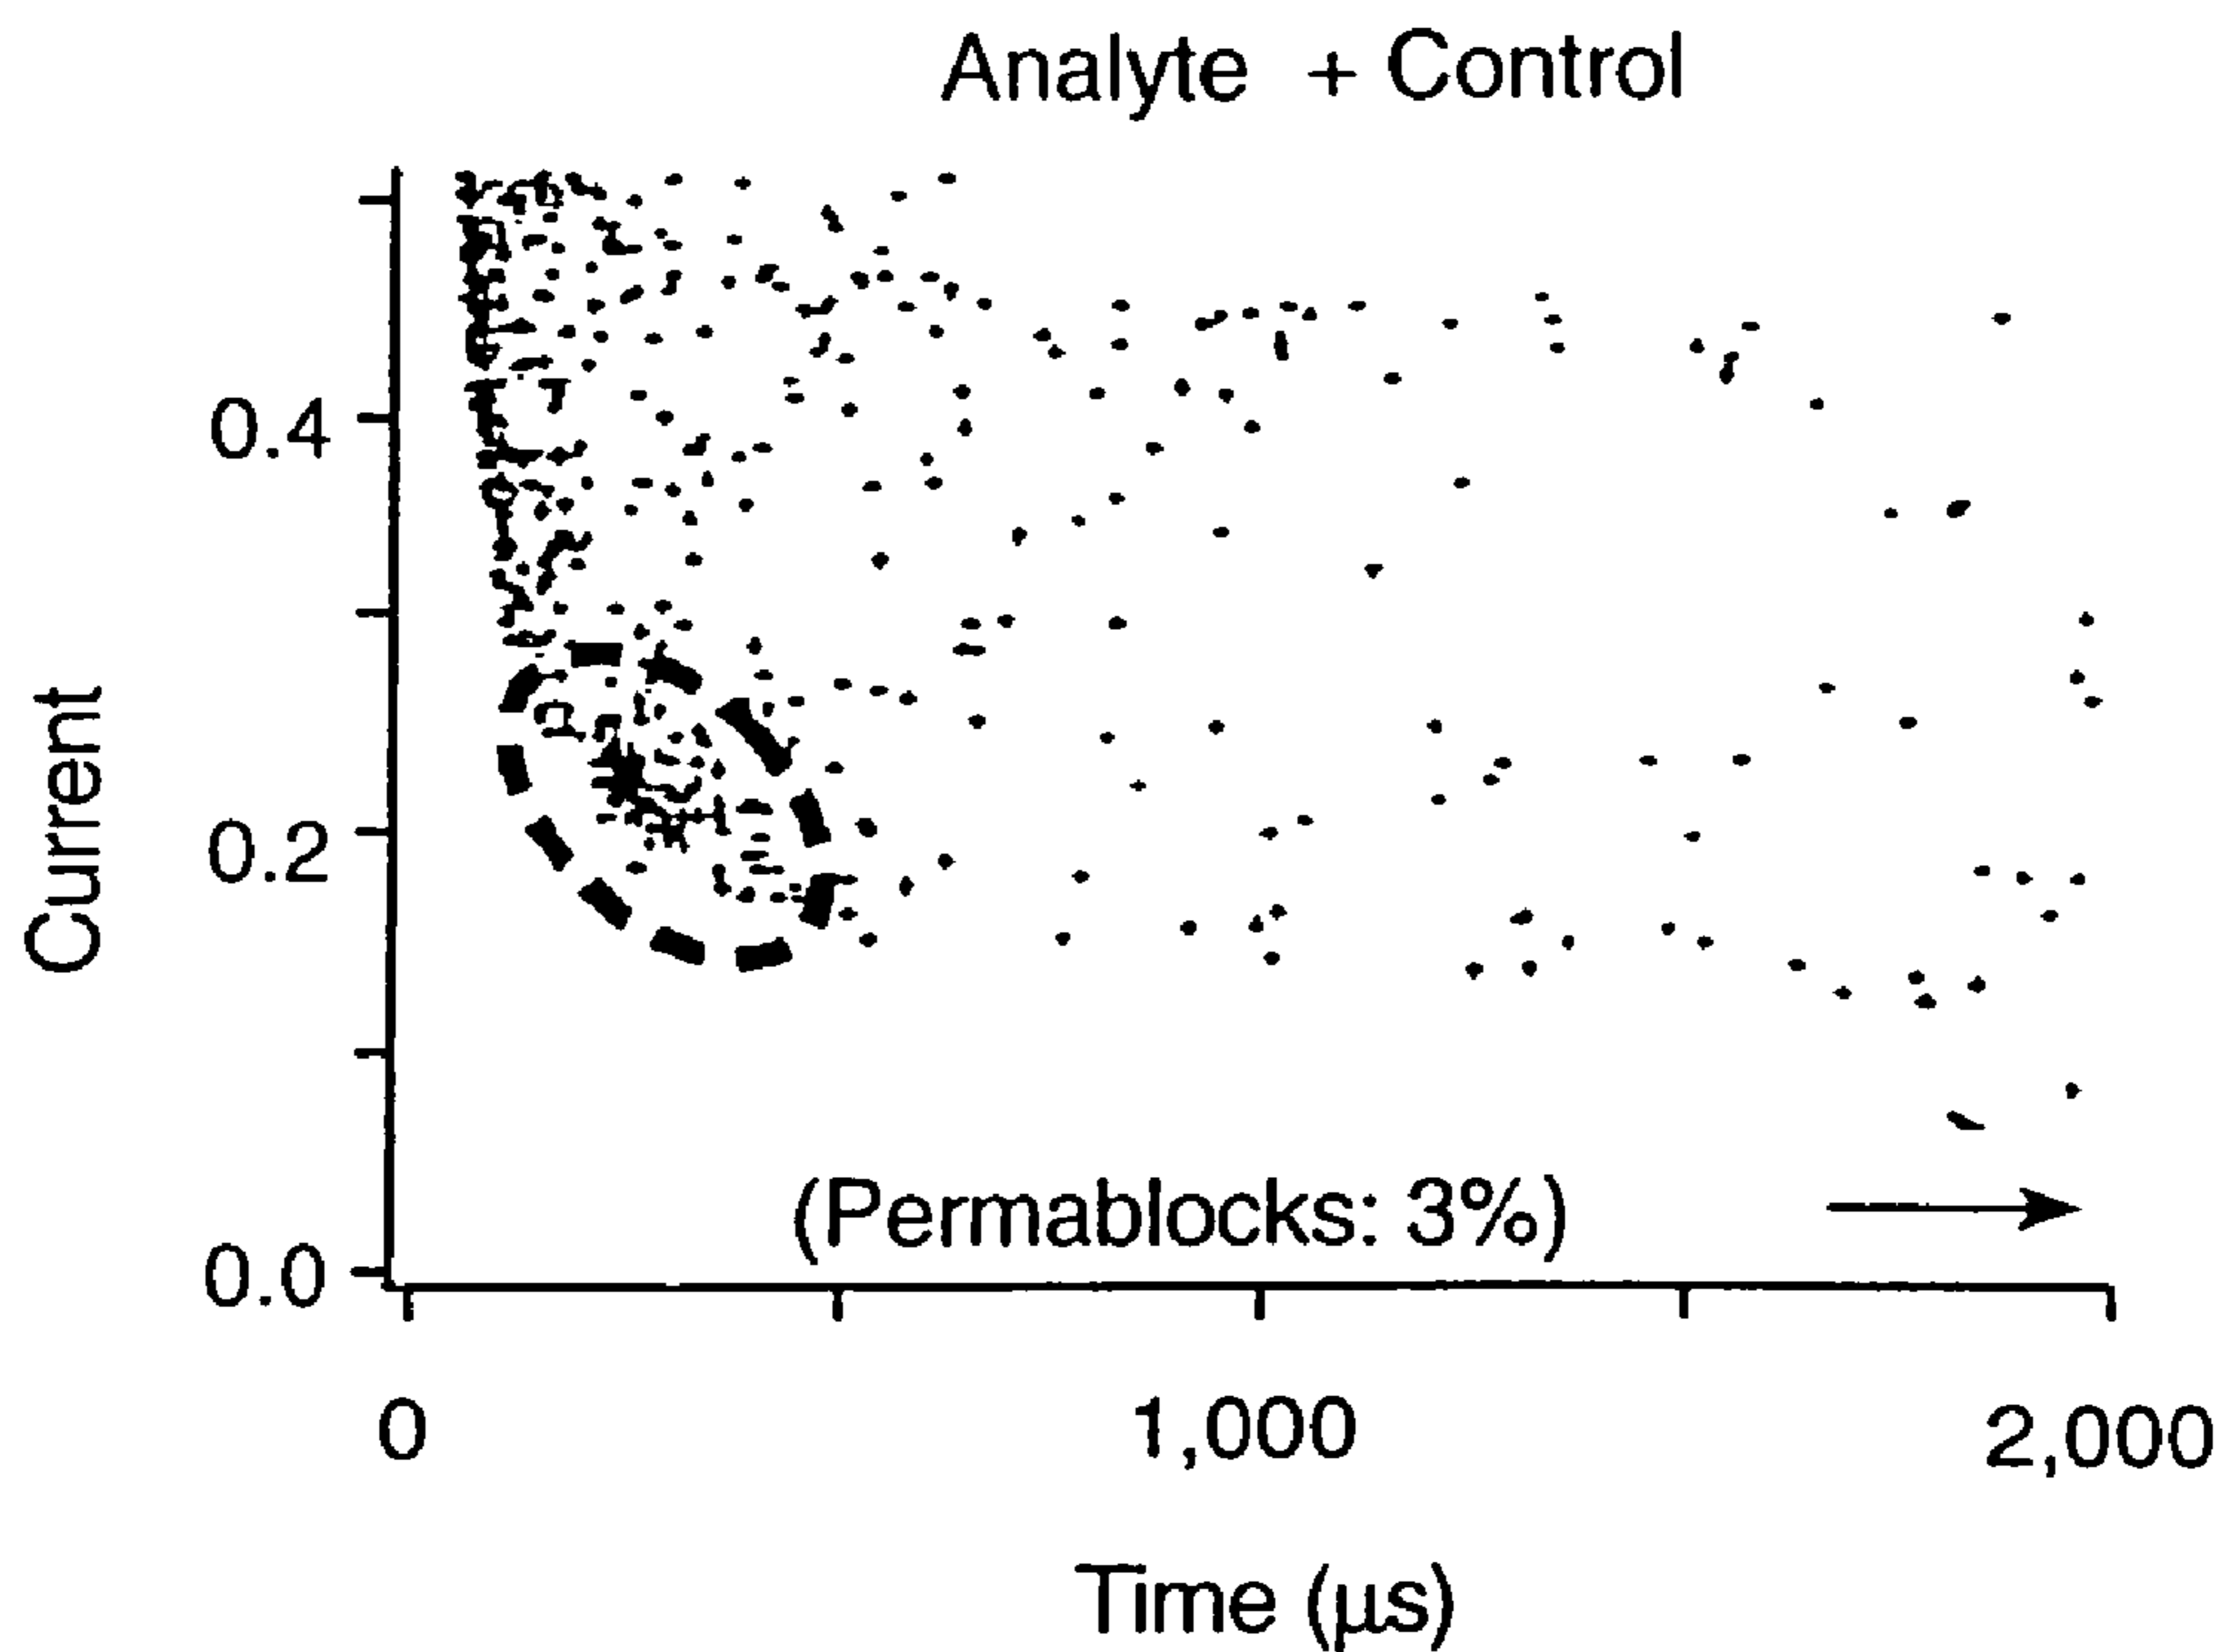 Analyte + Control
0.4
0.2
0.0
Current
(Permablocks: 3%)
0 1,000 2,000
Time (µs)